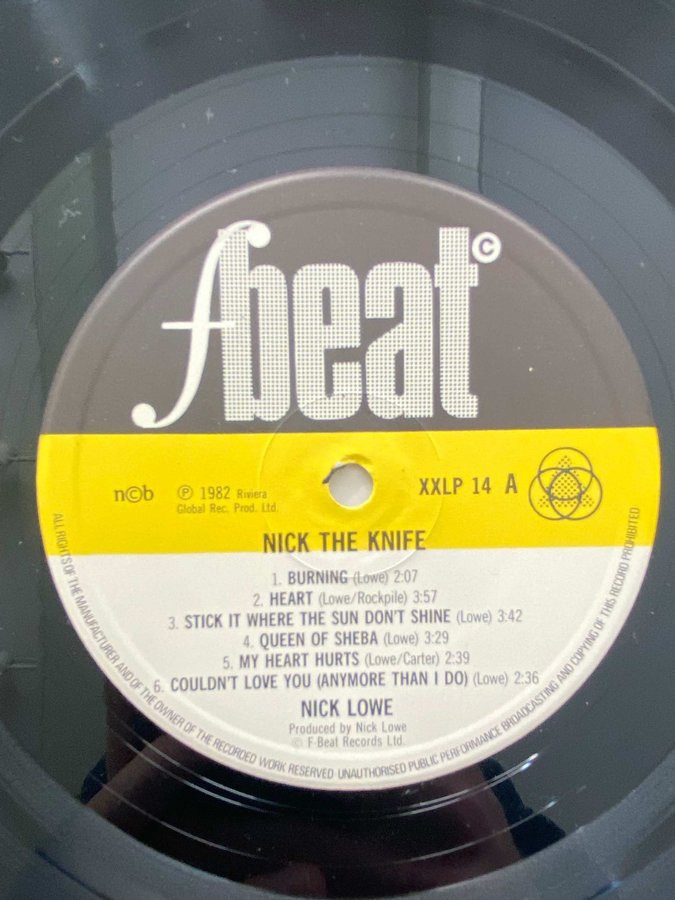 fbeat ©
n©b ℗ 1982 Riviera
Global Rec. Prod. Ltd.
XXLP 14 A
NICK THE KNIFE
1. BURNING (Lowe) 2:07
2. HEART (Lowe/Rockpile) 3:57
3. STICK IT WHERE THE SUN DON'T SHINE (Lowe) 3:42
4. QUEEN OF SHEBA (Lowe) 3:29
5. MY HEART HURTS (Lowe/Carter) 2:39
6. COULDN'T LOVE YOU (ANYMORE THAN I DO) (Lowe) 2:36
NICK LOWE
Produced by Nick Lowe
© F-Beat Records Ltd.
ALL RIGHTS OF THE MANUFACTURER AND OF THE OWNER OF THE RECORDED WORK RESERVED UNAUTHORISED PUBLIC PERFORMANCE BROADCASTING AND COPYING OF THIS RECORD PROHIBITED